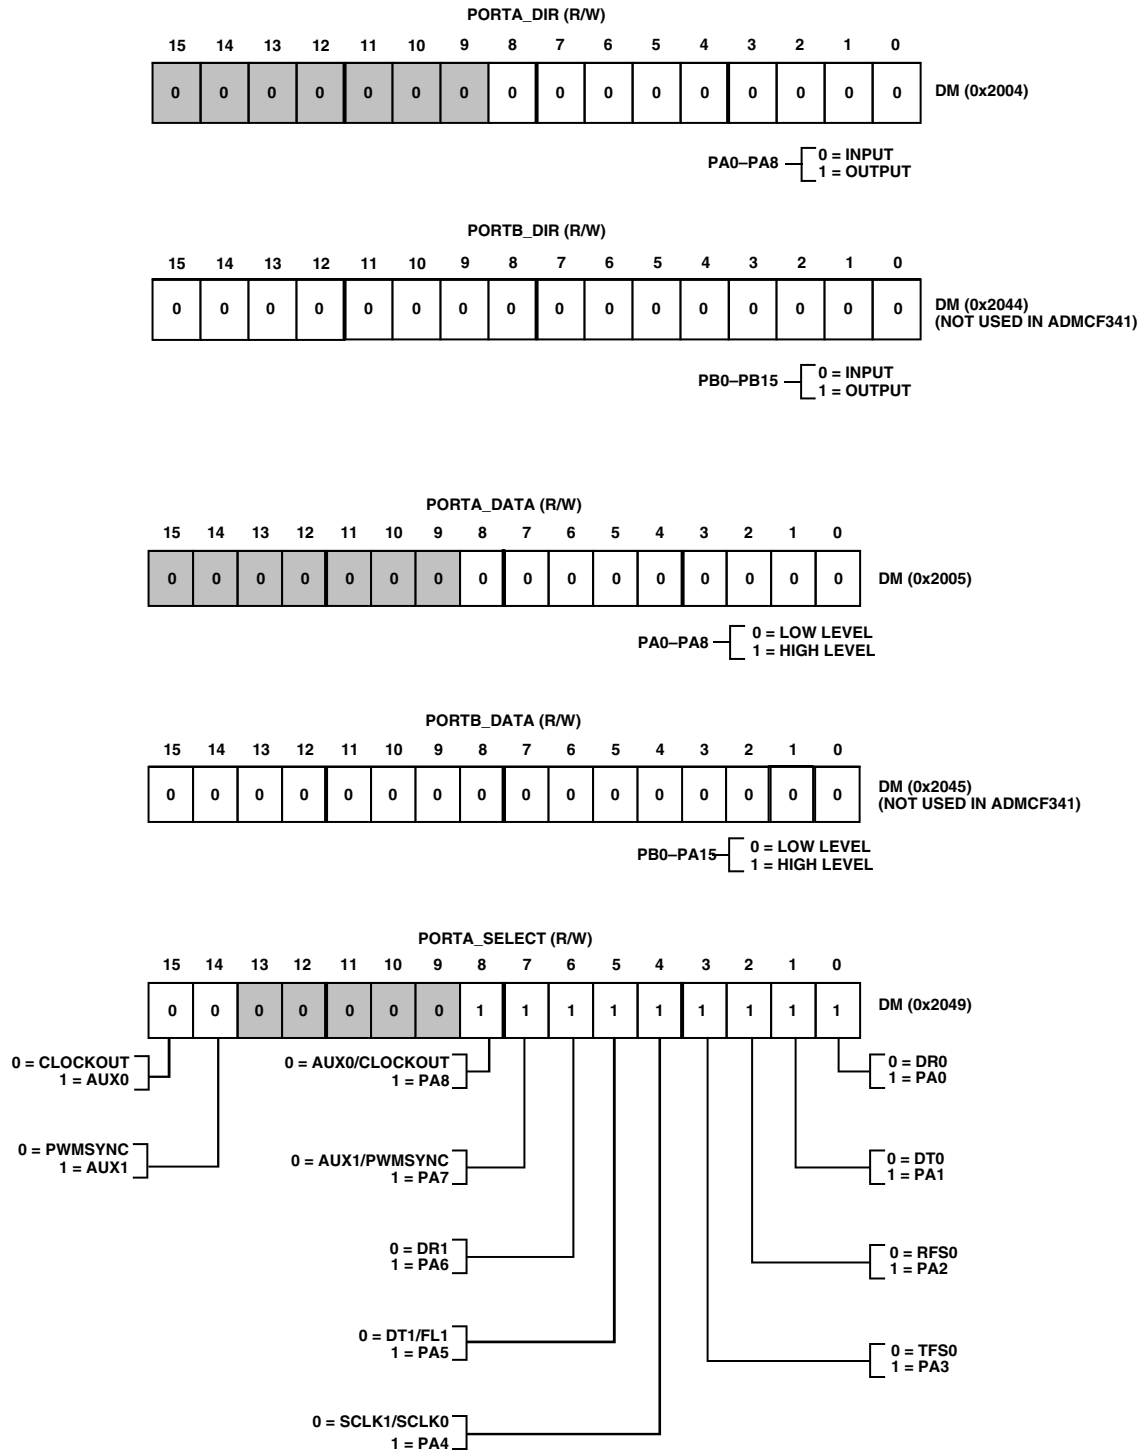 PORTA_DIR (R/W)
15 14 13 12 11 10 9 8 7 6 5 4 3 2 1 0
0 0 0 0 0 0 0 0 0 0 0 0 0 0 0 0 DM (0x2004)
PA0–PA8 0 = INPUT
1 = OUTPUT
PORTB_DIR (R/W)
15 14 13 12 11 10 9 8 7 6 5 4 3 2 1 0
0 0 0 0 0 0 0 0 0 0 0 0 0 0 0 0 DM (0x2044)
(NOT USED IN ADMCF341)
PB0–PB15 0 = INPUT
1 = OUTPUT
PORTA_DATA (R/W)
15 14 13 12 11 10 9 8 7 6 5 4 3 2 1 0
0 0 0 0 0 0 0 0 0 0 0 0 0 0 0 0 DM (0x2005)
PA0–PA8 0 = LOW LEVEL
1 = HIGH LEVEL
PORTB_DATA (R/W)
15 14 13 12 11 10 9 8 7 6 5 4 3 2 1 0
0 0 0 0 0 0 0 0 0 0 0 0 0 0 0 0 DM (0x2045)
(NOT USED IN ADMCF341)
PB0–PA15 0 = LOW LEVEL
1 = HIGH LEVEL
PORTA_SELECT (R/W)
15 14 13 12 11 10 9 8 7 6 5 4 3 2 1 0
0 0 0 0 0 0 0 1 1 1 1 1 1 1 1 1 DM (0x2049)
0 = CLOCKOUT
1 = AUX0
0 = AUX0/CLOCKOUT
1 = PA8
0 = DR0
1 = PA0
0 = PWMSYNC
1 = AUX1
0 = AUX1/PWMSYNC
1 = PA7
0 = DT0
1 = PA1
0 = DR1
1 = PA6
0 = RFS0
1 = PA2
0 = DT1/FL1
1 = PA5
0 = TFS0
1 = PA3
0 = SCLK1/SCLK0
1 = PA4